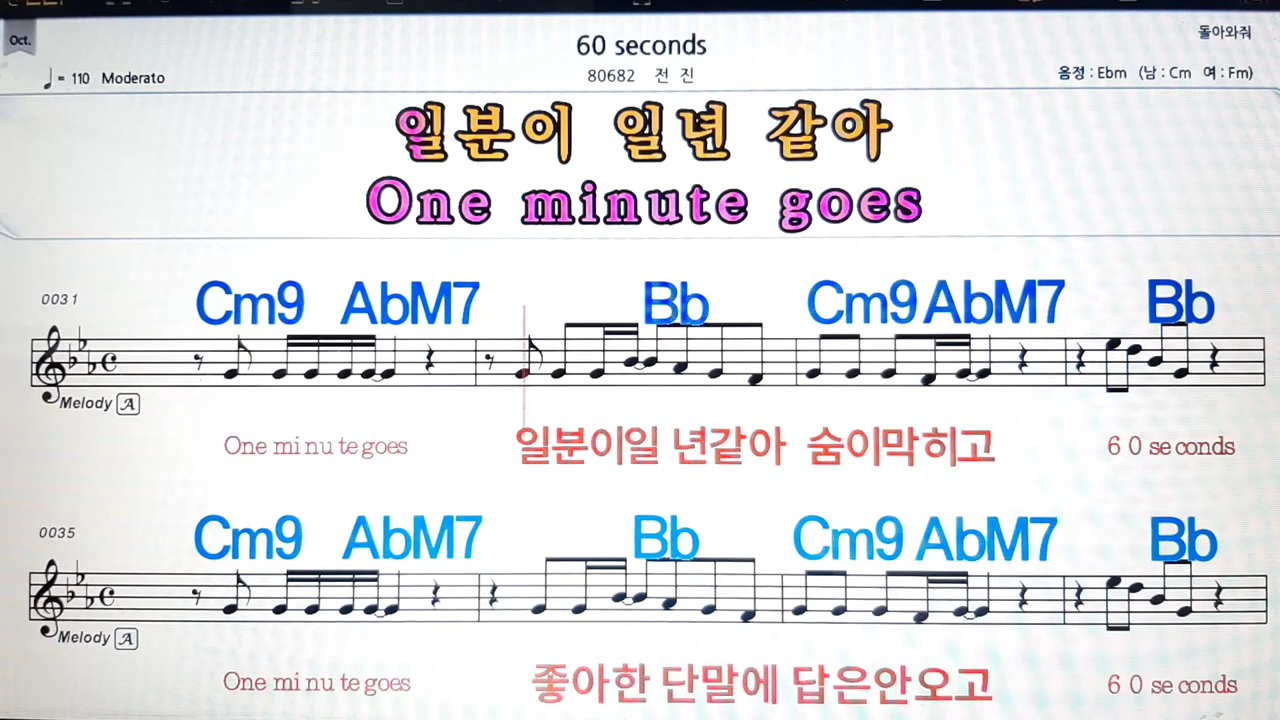 Oct.
60 seconds
돌아와줘
♩= 110 Moderato
80682 전 진
음정 : Ebm (남 : Cm 여 : Fm)
일분이 일년 같아
One minute goes
0031
Cm9 AbM7 Bb Cm9 AbM7 Bb
Melody A
One mi nu te goes 일분이일 년같아 숨이막히고 6 0 se conds
0035
Cm9 AbM7 Bb Cm9 AbM7 Bb
Melody A
One mi nu te goes 좋아한 단말에 답은안오고 6 0 se conds